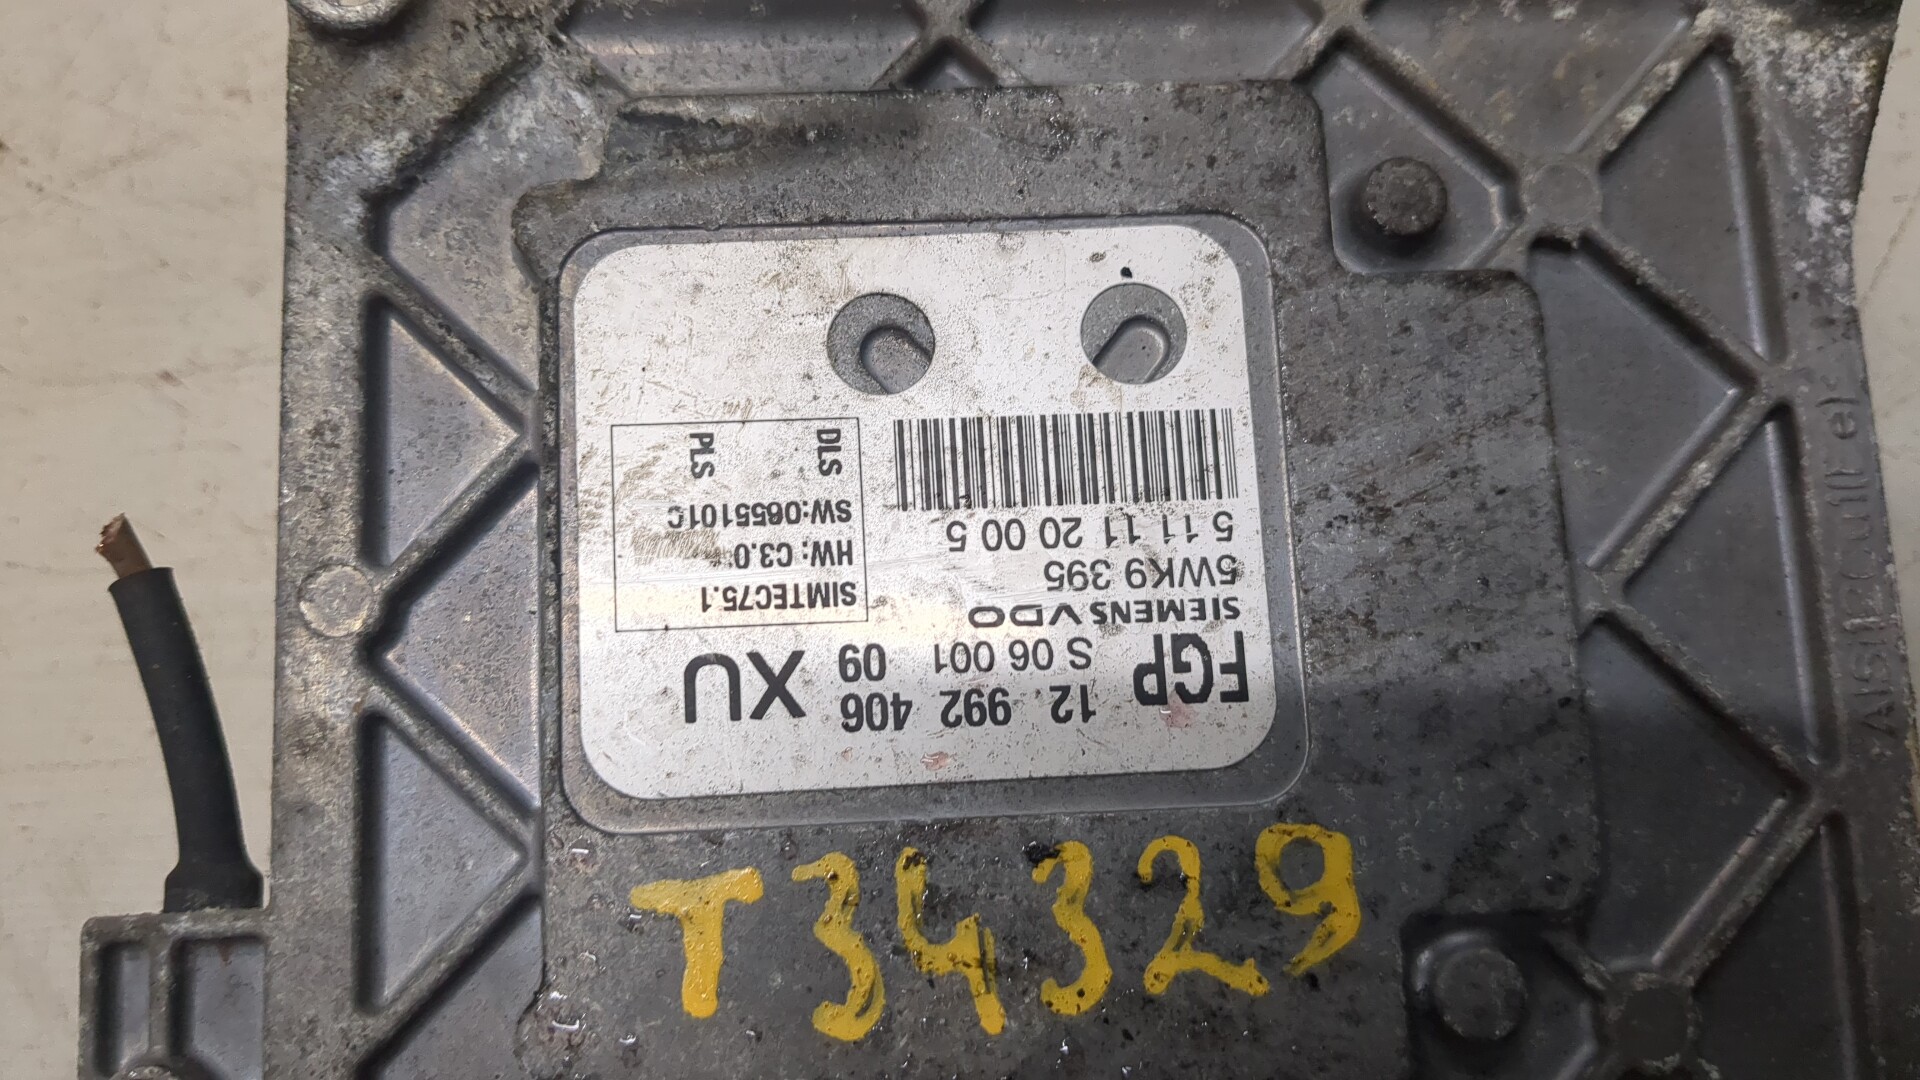 12 992 406 XU
FGP
S 06 001 09
SIEMENS VDO
5WK9 395
5 11 11 20 00 5
SIMTEC75.1
HW: C3.0
SW:0655101C
DLS
PLS
T34329